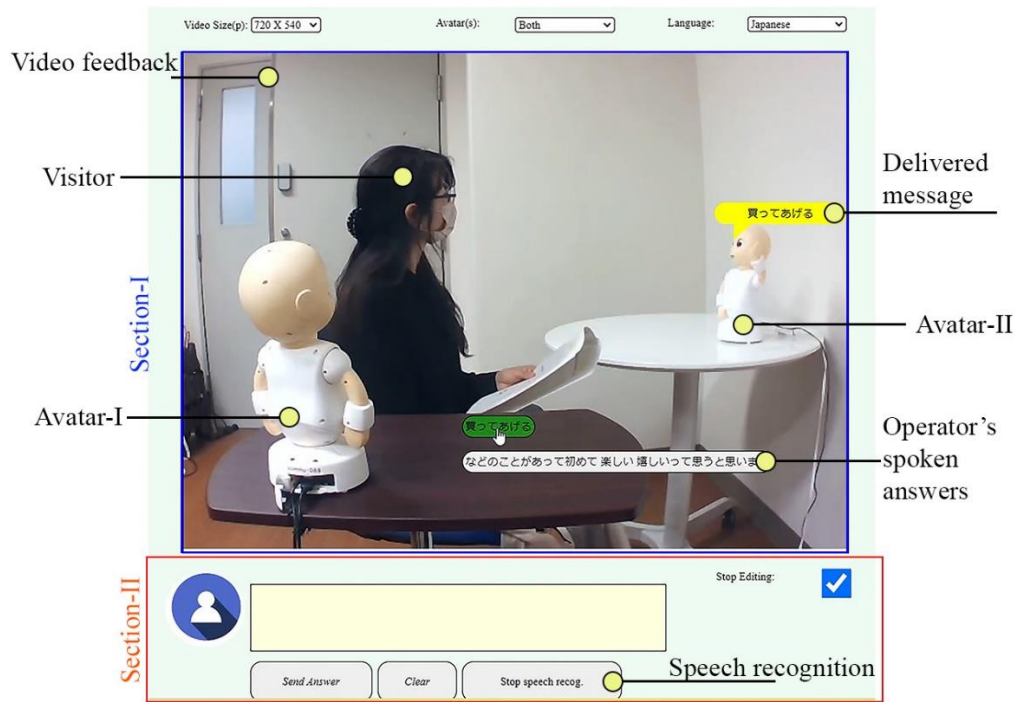 Video Size(p): 720 X 540
Avatar(s): Both
Language: Japanese
Video feedback
Visitor
Delivered
message
買ってあげる
Section-I
Avatar-II
Avatar-I
買ってあげる
Operator's
spoken
answers
などのことがあって初めて 楽しい 嬉しいって思うと思いま
Section-II
Stop Editing:
Send Answer
Clear
Stop speech recog.
Speech recognition